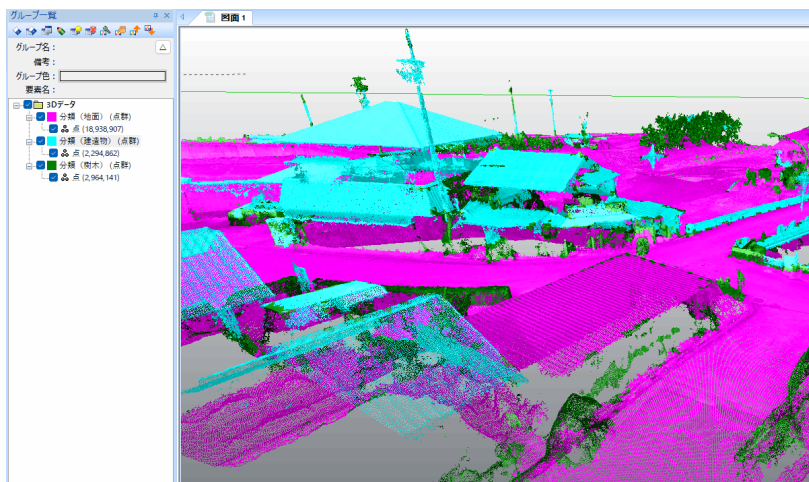 グループ一覧
図面 1
グループ名：
備考：
グループ色：
要素名：
3Dデータ
分類（地面）（点群）
点 (18,938,907)
分類（建造物）（点群）
点 (2,294,862)
分類（樹木）（点群）
点 (2,964,141)